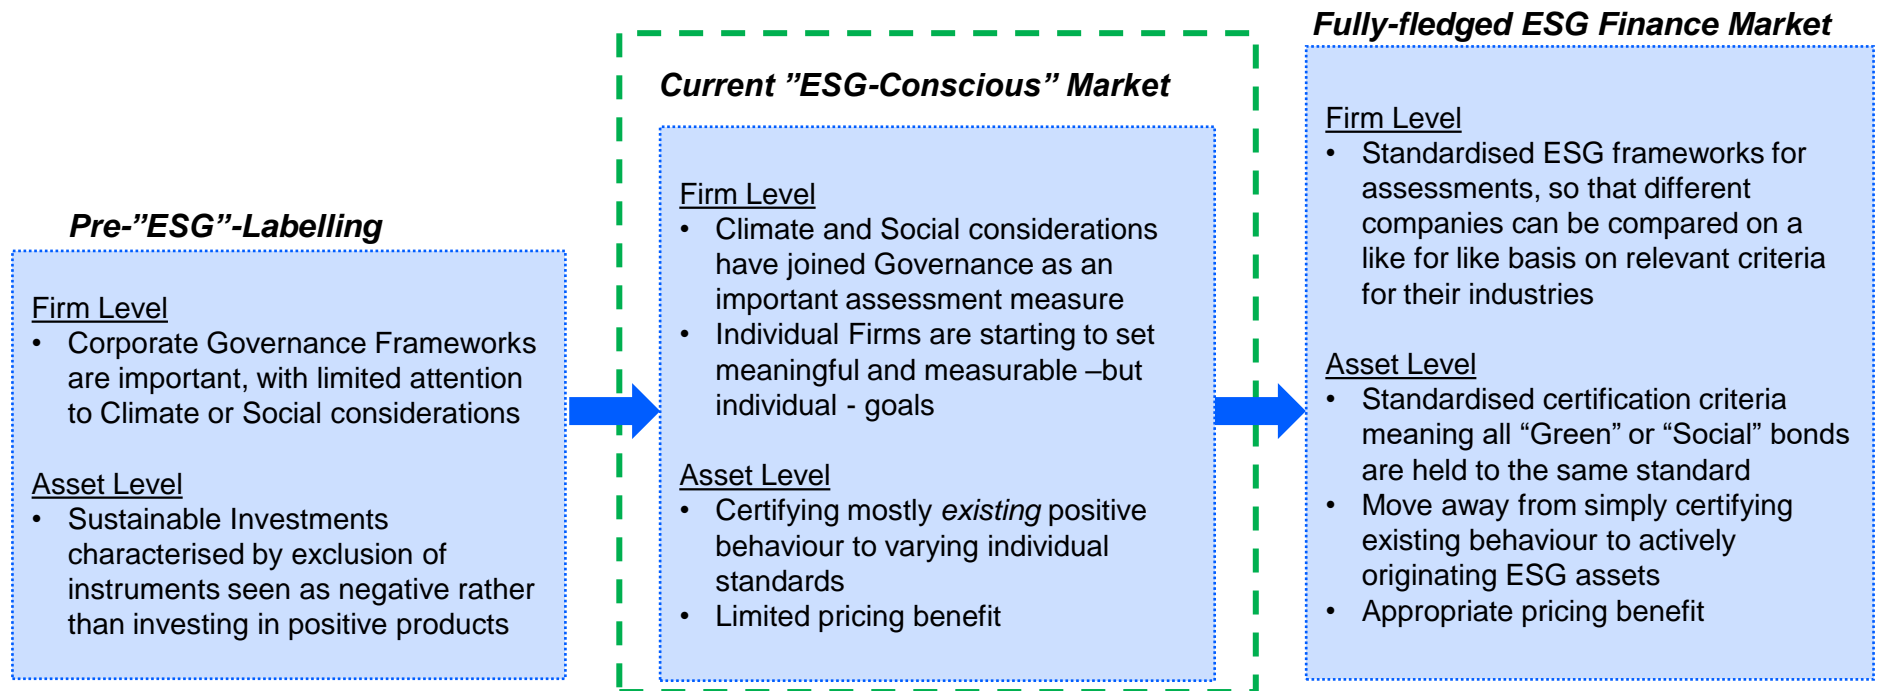 Pre-”ESG”-Labelling
Firm Level
• Corporate Governance Frameworks
are important, with limited attention
to Climate or Social considerations
Asset Level
• Sustainable Investments
characterised by exclusion of
instruments seen as negative rather
than investing in positive products
Current ”ESG-Conscious” Market
Firm Level
• Climate and Social considerations
have joined Governance as an
important assessment measure
• Individual Firms are starting to set
meaningful and measurable –but
individual - goals
Asset Level
• Certifying mostly existing positive
behaviour to varying individual
standards
• Limited pricing benefit
Fully-fledged ESG Finance Market
Firm Level
• Standardised ESG frameworks for
assessments, so that different
companies can be compared on a
like for like basis on relevant criteria
for their industries
Asset Level
• Standardised certification criteria
meaning all “Green” or “Social” bonds
are held to the same standard
• Move away from simply certifying
existing behaviour to actively
originating ESG assets
• Appropriate pricing benefit